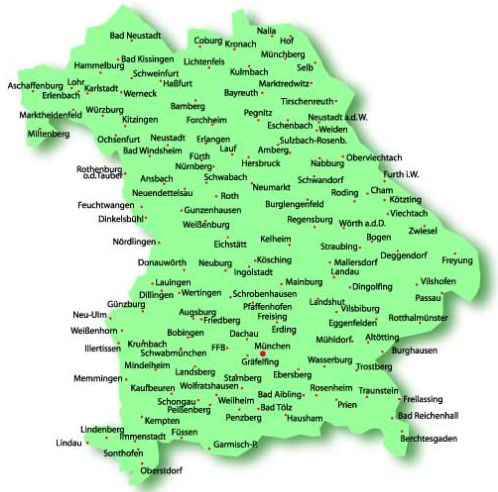 Naila
Bad Neustadt
Coburg
Hof
Kronach
Münchberg
Bad Kissingen
Lichtenfels
Selb
Hammelburg
Schweinfurt
Kulmbach
Aschaffenburg
Lohr
Haßfurt
Marktredwitz
Erlenbach
Karlstadt
Werneck
Bayreuth
Tirschenreuth
Bamberg
Marktheidenfeld
Würzburg
Pegnitz
Neustadt a.d.W.
Kitzingen
Forchheim
Eschenbach
Weiden
Miltenberg
Ochsenfurt
Neustadt
Erlangen
Sulzbach-Rosenb.
Bad Windsheim
Lauf
Amberg
Fürth
Oberviechtach
Rothenburg
o.d.Tauber
Nürnberg
Hersbruck
Nabburg
Ansbach
Schwabach
Schwandorf
Furth i.W.
Neuendettelsau
Neumarkt
Roding
Cham
Roth
Kötzting
Feuchtwangen
Gunzenhausen
Burglengenfeld
Viechtach
Dinkelsbühl
Weißenburg
Regensburg
Wörth a.d.D.
Zwiesel
Nördlingen
Eichstätt
Kelheim
Bogen
Straubing
Deggendorf
Freyung
Donauwörth
Neuburg
Kösching
Mallersdorf
Ingolstadt
Landau
Lauingen
Mainburg
Dingolfing
Vilshofen
Dillingen
Wertingen
Schrobenhausen
Passau
Günzburg
Pfaffenhofen
Landshut
Vilsbiburg
Neu-Ulm
Augsburg
Freising
Rotthalmünster
Friedberg
Eggenfelden
Weißenhorn
Bobingen
Dachau
Erding
Illertissen
Krumbach
FFB
München
Mühldorf
Altötting
Schwabmünchen
Burghausen
Mindelheim
Gräfelfing
Wasserburg
Memmingen
Landsberg
Ebersberg
Trostberg
Kaufbeuren
Starnberg
Wolfratshausen
Rosenheim
Traunstein
Schongau
Weilheim
Bad Aibling
Freilassing
Peißenberg
Bad Tölz
Prien
Kempten
Penzberg
Hausham
Bad Reichenhall
Lindenberg
Füssen
Lindau
Immenstadt
Garmisch-P.
Berchtesgaden
Sonthofen
Oberstdorf